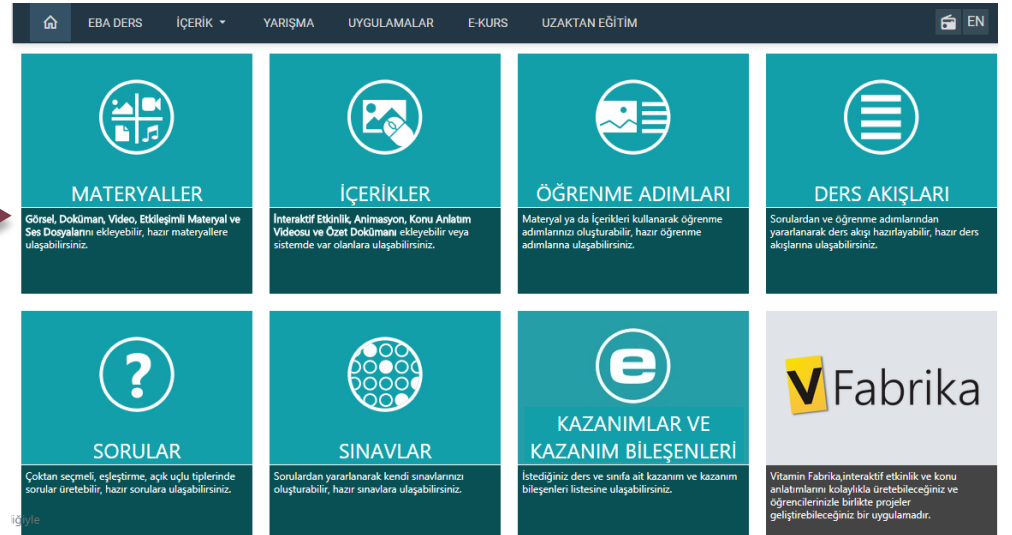 EBA DERS İÇERİK YARIŞMA UYGULAMALAR E-KURS UZAKTAN EĞİTİM EN
MATERYALLER
Görsel, Doküman, Video, Etkileşimli Materyal ve
Ses Dosyalarını ekleyebilir, hazır materyallere
ulaşabilirsiniz.
İÇERİKLER
İnteraktif Etkinlik, Animasyon, Konu Anlatım
Videosu ve Özet Dokümanı ekleyebilir veya
sistemde var olanlara ulaşabilirsiniz.
ÖĞRENME ADIMLARI
Materyal ya da İçerikleri kullanarak öğrenme
adımlarınızı oluşturabilir, hazır öğrenme
adımlarına ulaşabilirsiniz.
DERS AKIŞLARI
Sorulardan ve öğrenme adımlarından
yararlanarak ders akışı hazırlayabilir, hazır ders
akışlarına ulaşabilirsiniz.
SORULAR
Çoktan seçmeli, eşleştirme, açık uçlu tiplerinde
sorular üretebilir, hazır sorulara ulaşabilirsiniz.
SINAVLAR
Sorulardan yararlanarak kendi sınavlarınızı
oluşturabilir, hazır sınavlara ulaşabilirsiniz.
e
KAZANIMLAR VE
KAZANIM BİLEŞENLERİ
İstediğiniz ders ve sınıfa ait kazanım ve kazanım
bileşenleri listesine ulaşabilirsiniz.
V Fabrika
Vitamin Fabrika,interaktif etkinlik ve konu
anlatımlarını kolaylıkla üretebileceğiniz ve
öğrencilerinizle birlikte projeler
geliştirebileceğiniz bir uygulamadır.
iğiyle